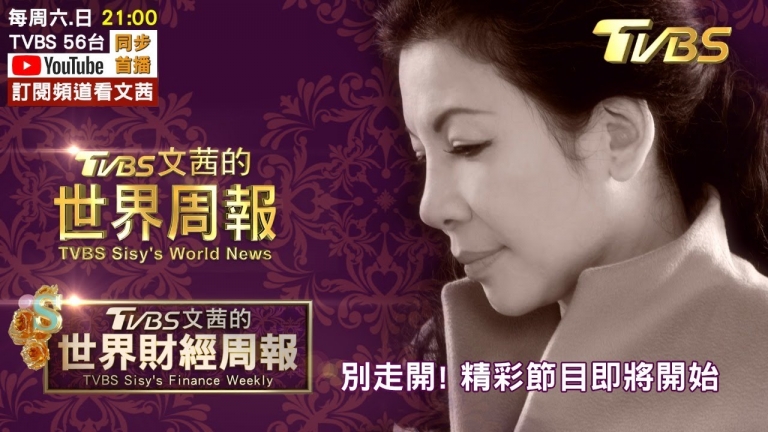 每周六.日 21:00
TVBS 56台 同步
YouTube 首播
訂閱頻道看文茜
TVBS
TVBS文茜的
世界周報
TVBS Sisy's World News
S
TVBS文茜的
世界財經周報
TVBS Sisy's Finance Weekly
別走開! 精彩節目即將開始